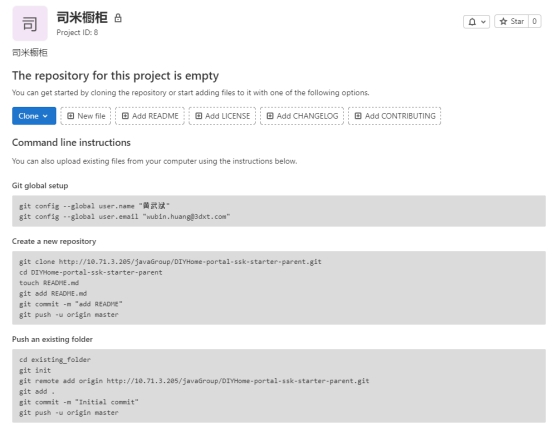 司
司米橱柜
Project ID: 8
Star 0
司米橱柜
The repository for this project is empty
You can get started by cloning the repository or start adding files to it with one of the following options.
Clone New file Add README Add LICENSE Add CHANGELOG Add CONTRIBUTING
Command line instructions
You can also upload existing files from your computer using the instructions below.
Git global setup
git config --global user.name "黄武斌"
git config --global user.email "wubin.huang@3dxt.com"
Create a new repository
git clone http://10.71.3.205/javaGroup/DIYHome-portal-ssk-starter-parent.git
cd DIYHome-portal-ssk-starter-parent
touch README.md
git add README.md
git commit -m "add README"
git push -u origin master
Push an existing folder
cd existing_folder
git init
git remote add origin http://10.71.3.205/javaGroup/DIYHome-portal-ssk-starter-parent.git
git add .
git commit -m "Initial commit"
git push -u origin master